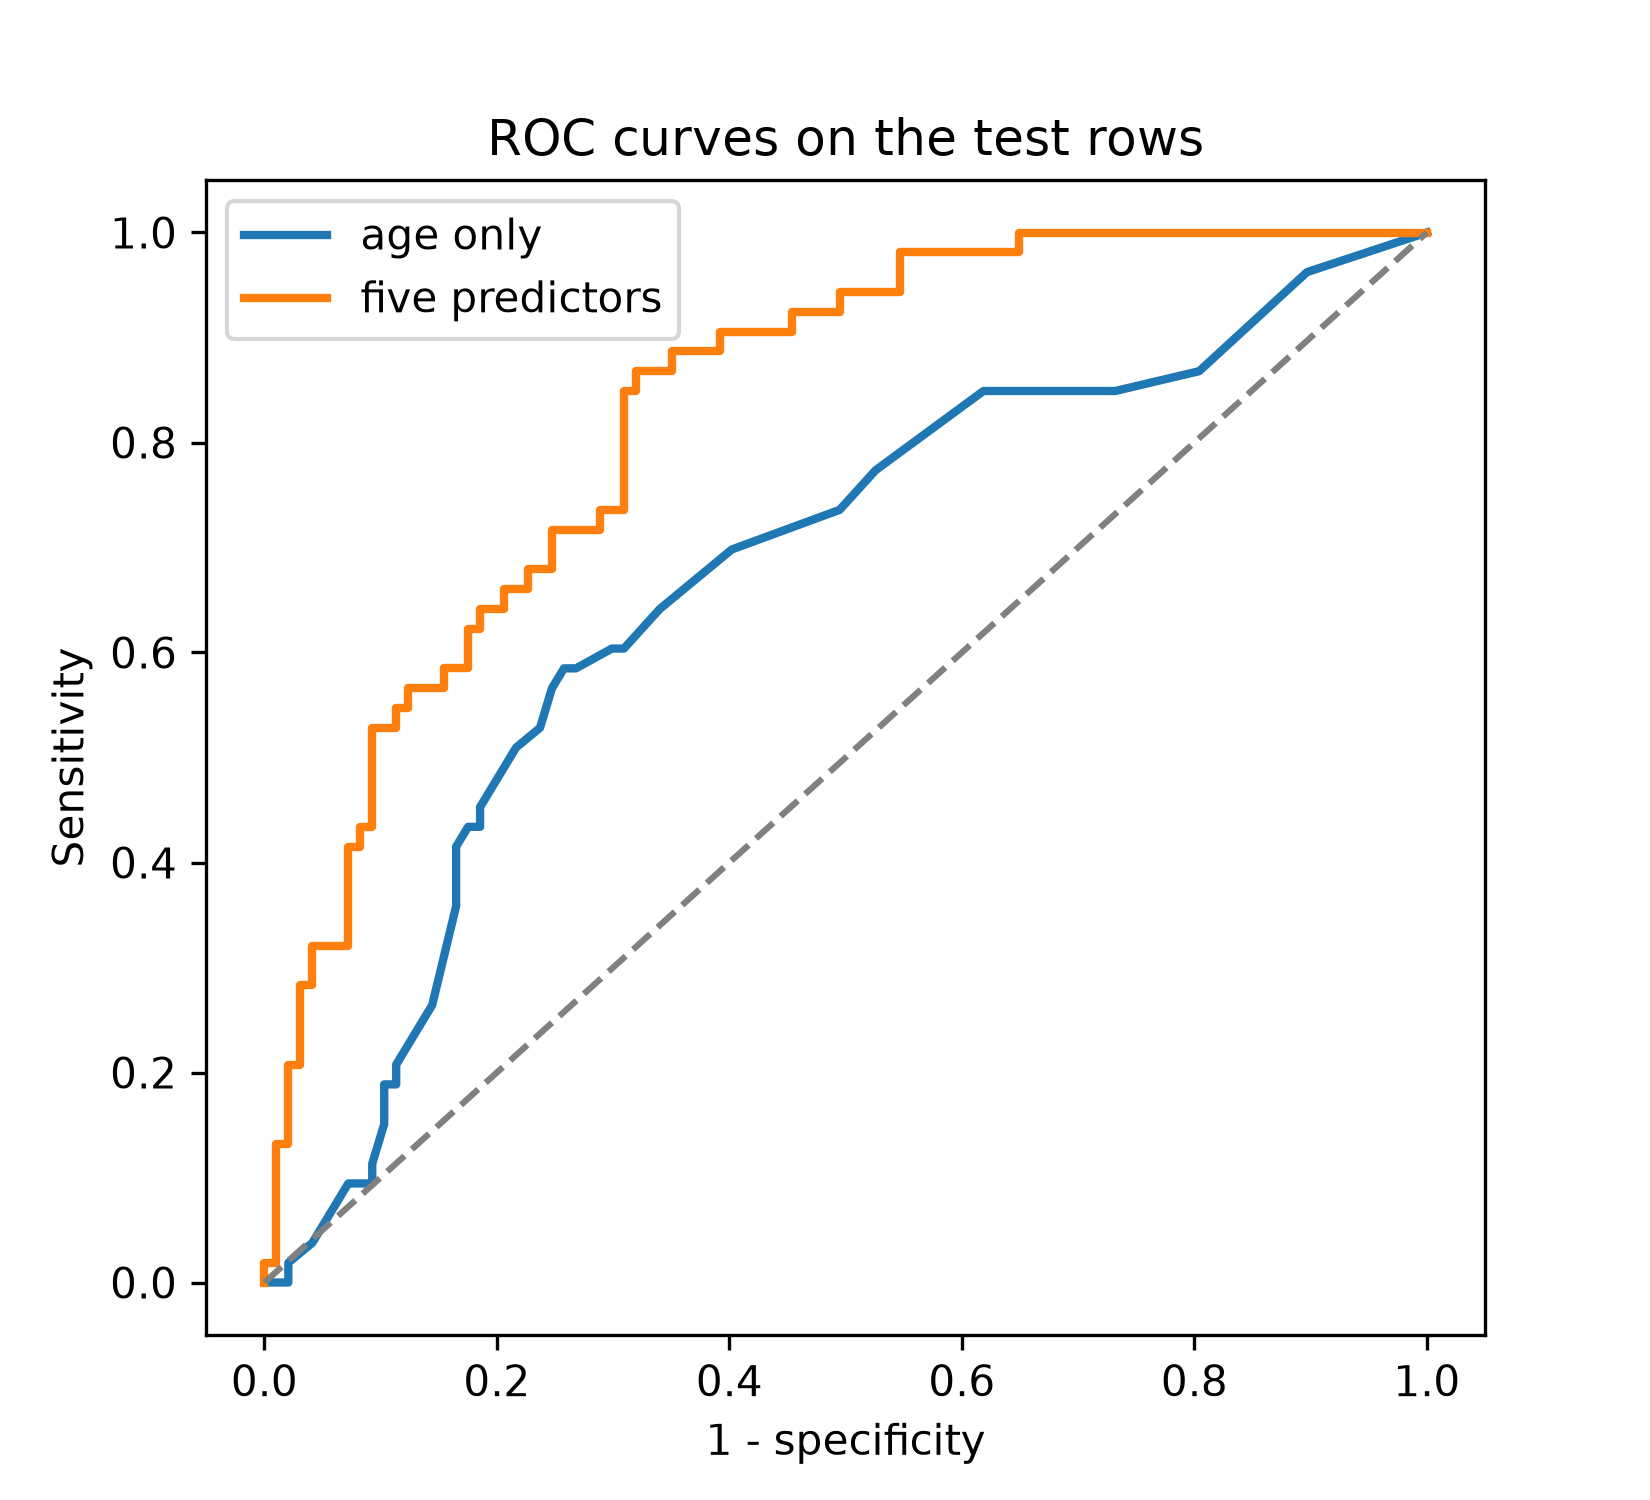 ROC curves on the test rows
age only
five predictors
Sensitivity
1.0
0.8
0.6
0.4
0.2
0.0
0.0 0.2 0.4 0.6 0.8 1.0
1 - specificity